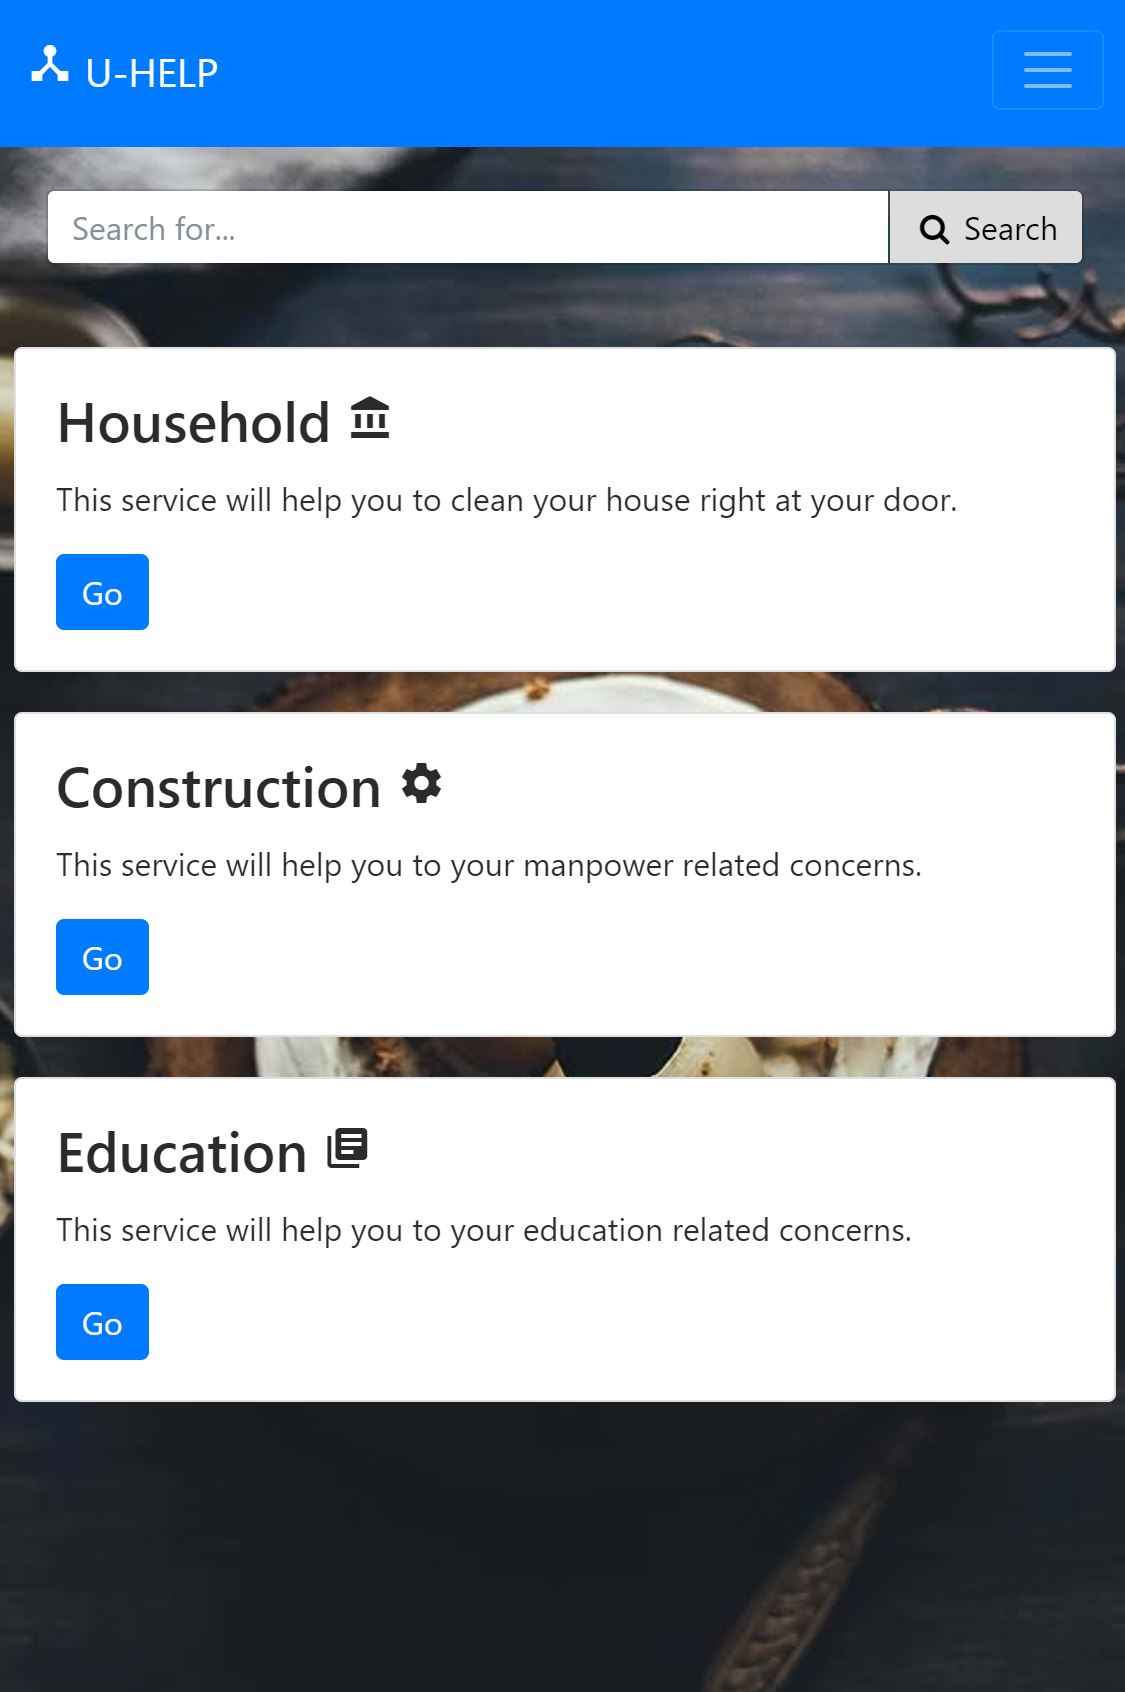 U-HELP
Search for...
Search
Household
This service will help you to clean your house right at your door.
Go
Construction
This service will help you to your manpower related concerns.
Go
Education
This service will help you to your education related concerns.
Go